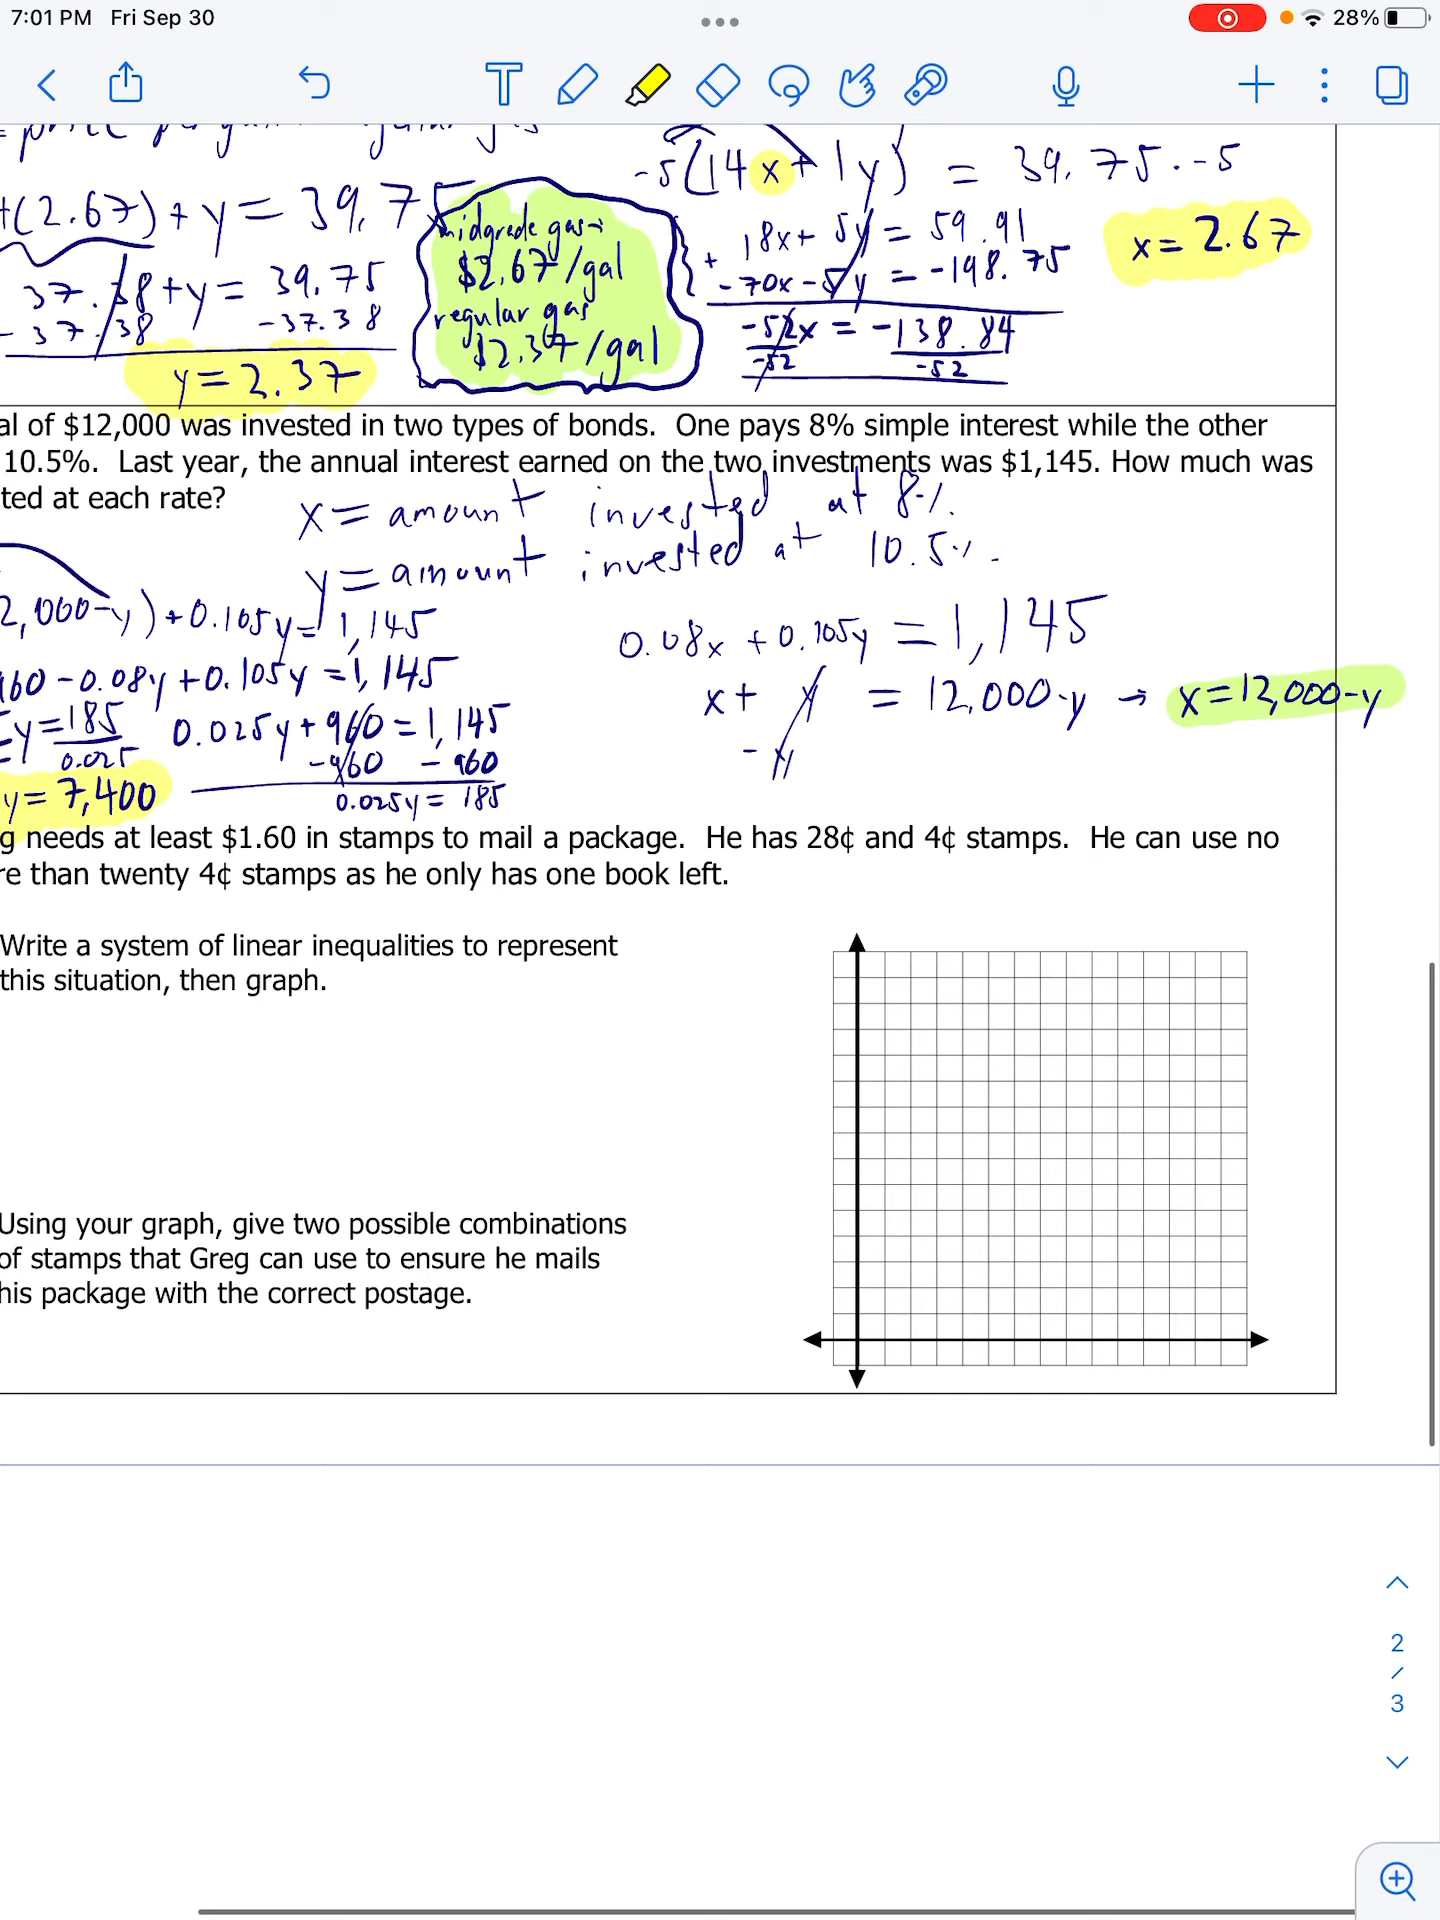 7:01 PM Fri Sep 30
28%
T
-5(14x+1y) = 39.75·-5
(2.67)+y=39.75
midgrade gas→
$2.67/gal
regular gas
$2.37/gal
18x+5y=59.91
+ -70x-5y=-198.75
x=2.67
37.38+y=39.75
-37.38 -37.38
-52x=-138.84
-52 -52
y=2.37
al of $12,000 was invested in two types of bonds. One pays 8% simple interest while the other
10.5%. Last year, the annual interest earned on the two investments was $1,145. How much was
ted at each rate?
x=amount invested at 8%.
y=amount invested at 10.5%.
2,000-y)+0.105y=1,145
0.08x+0.105y=1,145
960-0.08y+0.105y=1,145
x+y=12,000-y → x=12,000-y
-y
y=185
0.025
0.025y+960=1,145
-960 -960
0.025y=185
y=7,400
g needs at least $1.60 in stamps to mail a package. He has 28¢ and 4¢ stamps. He can use no
re than twenty 4¢ stamps as he only has one book left.
Write a system of linear inequalities to represent
this situation, then graph.
Using your graph, give two possible combinations
of stamps that Greg can use to ensure he mails
his package with the correct postage.
2
/
3